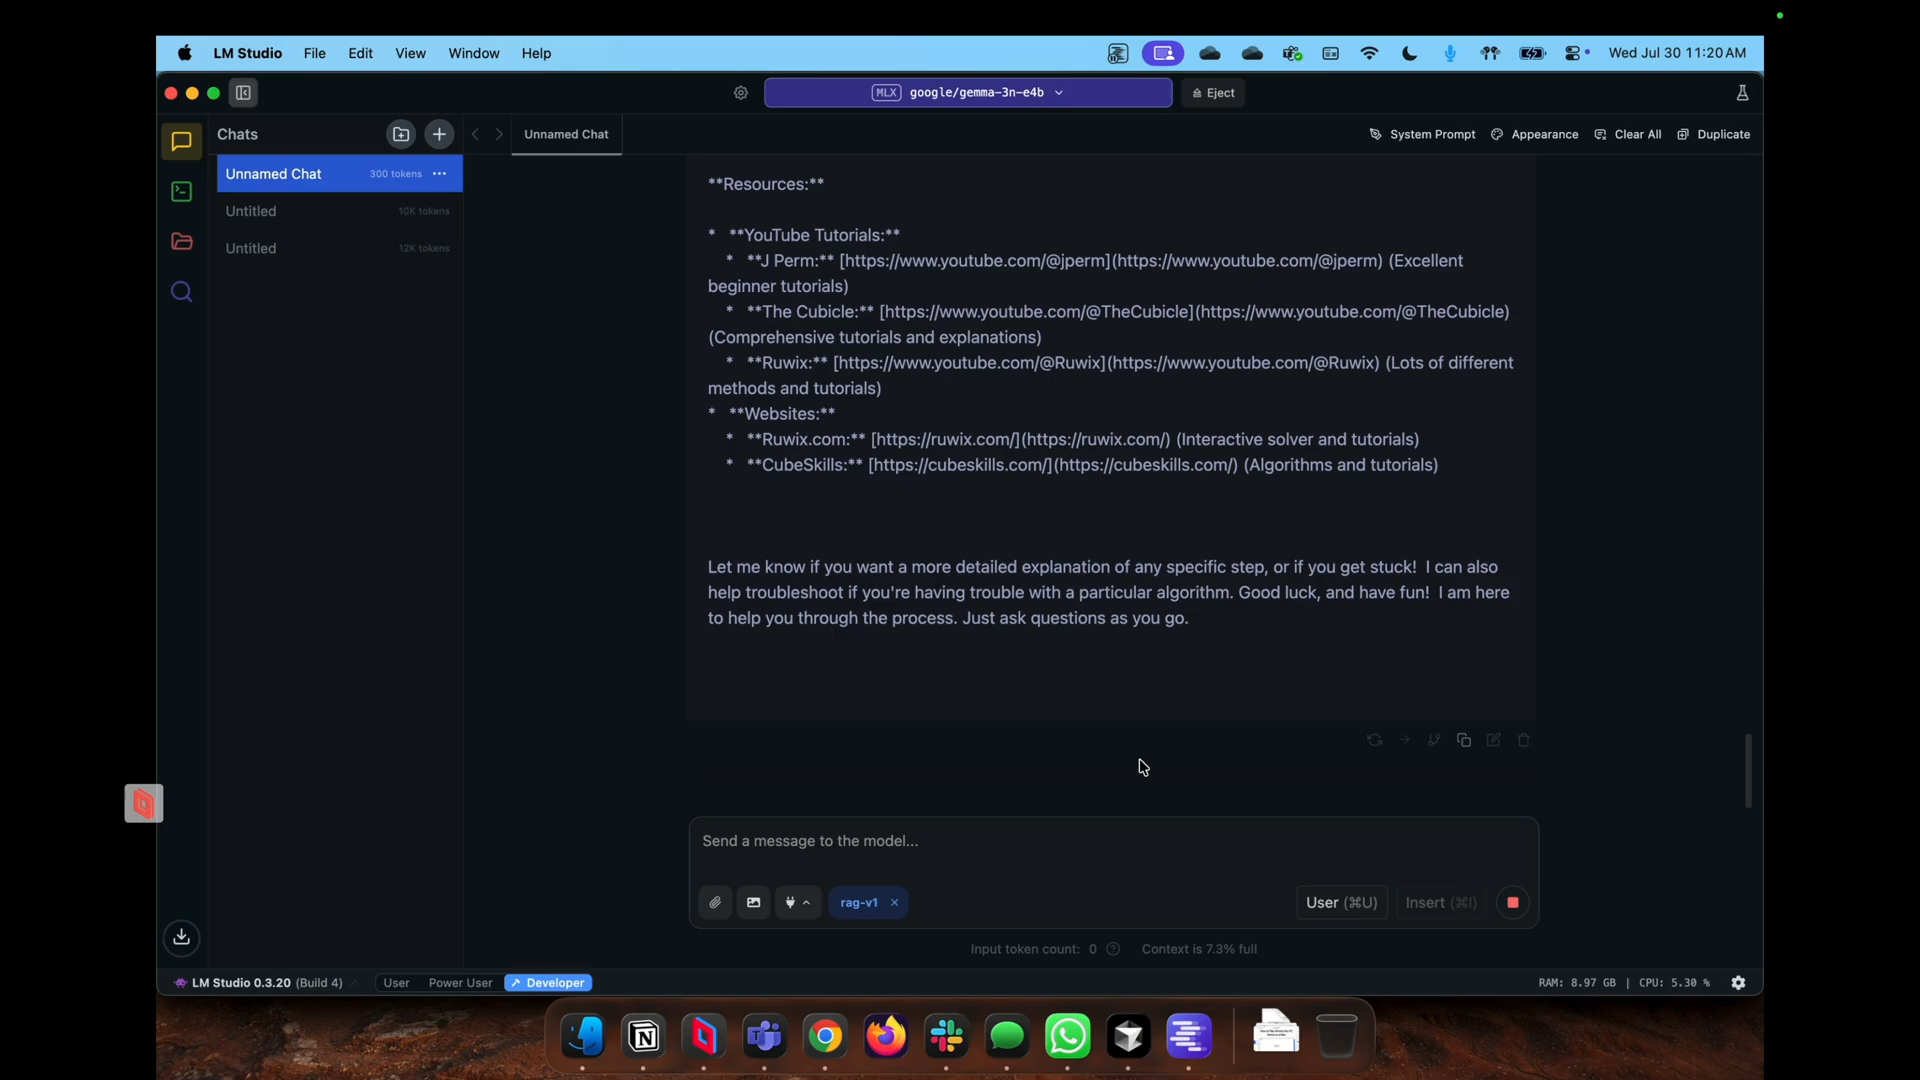 LM Studio File Edit View Window Help Wed Jul 30 11:20 AM
MLX google/gemma-3n-e4b Eject
Chats Unnamed Chat System Prompt Appearance Clear All Duplicate
Unnamed Chat 300 tokens
Untitled 10K tokens
Untitled 12K tokens
**Resources:**
* **YouTube Tutorials:**
* **J Perm:** [https://www.youtube.com/@jperm](https://www.youtube.com/@jperm) (Excellent
beginner tutorials)
* **The Cubicle:** [https://www.youtube.com/@TheCubicle](https://www.youtube.com/@TheCubicle)
(Comprehensive tutorials and explanations)
* **Ruwix:** [https://www.youtube.com/@Ruwix](https://www.youtube.com/@Ruwix) (Lots of different
methods and tutorials)
* **Websites:**
* **Ruwix.com:** [https://ruwix.com/](https://ruwix.com/) (Interactive solver and tutorials)
* **CubeSkills:** [https://cubeskills.com/](https://cubeskills.com/) (Algorithms and tutorials)
Let me know if you want a more detailed explanation of any specific step, or if you get stuck! I can also
help troubleshoot if you're having trouble with a particular algorithm. Good luck, and have fun! I am here
to help you through the process. Just ask questions as you go.
Send a message to the model...
rag-v1 User (⌘U) Insert (⌘I)
Input token count: 0 Context is 7.3% full
LM Studio 0.3.20 (Build 4) User Power User Developer RAM: 8.97 GB | CPU: 5.30 %